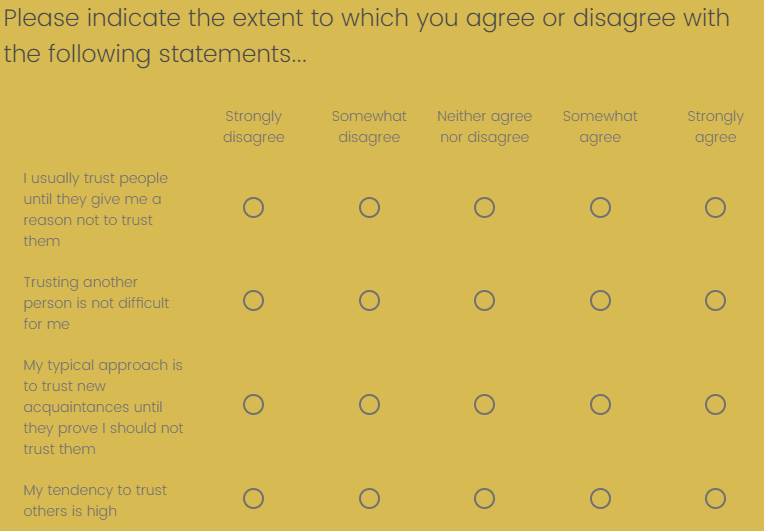 Please indicate the extent to which you agree or disagree with
the following statements...
Strongly disagree
Somewhat disagree
Neither agree nor disagree
Somewhat agree
Strongly agree
I usually trust people
until they give me a
reason not to trust
them
Trusting another
person is not difficult
for me
My typical approach is
to trust new
acquaintances until
they prove I should not
trust them
My tendency to trust
others is high